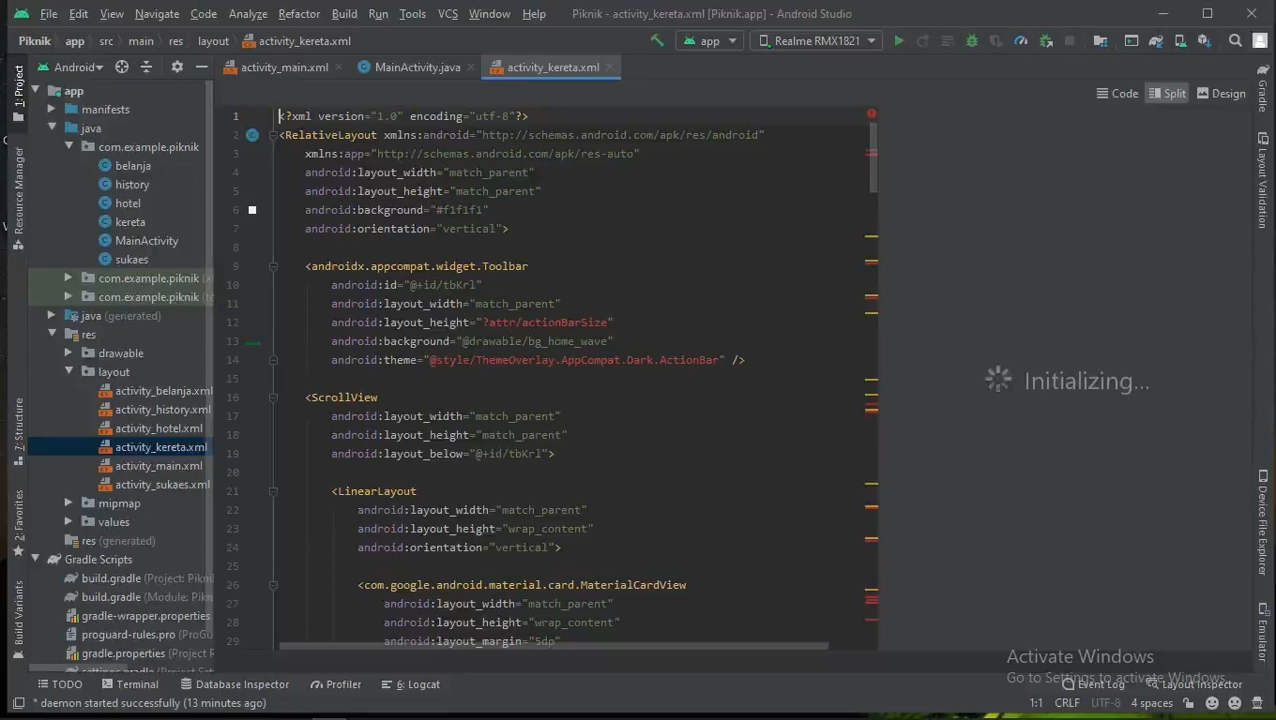 File Edit View Navigate Code Analyze Refactor Build Run Tools VCS Window Help Piknik - activity_kereta.xml [Piknik.app] - Android Studio
Piknik app src main res layout activity_kereta.xml app Realme RMX1821
1: Project Android activity_main.xml MainActivity.java activity_kereta.xml Gradle
Code Split Design
app
manifests
java
com.example.piknik
belanja
history
hotel
kereta
MainActivity
sukaes
com.example.piknik
com.example.piknik
java (generated)
res
drawable
layout
activity_belanja.xml
activity_history.xml
activity_hotel.xml
activity_kereta.xml
activity_main.xml
activity_sukaes.xml
mipmap
values
res (generated)
Gradle Scripts
build.gradle (Project: Piknik
build.gradle (Module: Piknik
gradle-wrapper.properties
proguard-rules.pro (ProG
gradle.properties (Project P
Resource Manager
7: Structure
2: Favorites
Build Variants
1 <?xml version="1.0" encoding="utf-8"?>
2 <RelativeLayout xmlns:android="http://schemas.android.com/apk/res/android"
3 xmlns:app="http://schemas.android.com/apk/res-auto"
4 android:layout_width="match_parent"
5 android:layout_height="match_parent"
6 android:background="#f1f1f1"
7 android:orientation="vertical">
8
9 <androidx.appcompat.widget.Toolbar
10 android:id="@+id/tbKrl"
11 android:layout_width="match_parent"
12 android:layout_height="?attr/actionBarSize"
13 android:background="@drawable/bg_home_wave"
14 android:theme="@style/ThemeOverlay.AppCompat.Dark.ActionBar" />
15
16 <ScrollView
17 android:layout_width="match_parent"
18 android:layout_height="match_parent"
19 android:layout_below="@+id/tbKrl">
20
21 <LinearLayout
22 android:layout_width="match_parent"
23 android:layout_height="wrap_content"
24 android:orientation="vertical">
25
26 <com.google.android.material.card.MaterialCardView
27 android:layout_width="match_parent"
28 android:layout_height="wrap_content"
29 android:layout_margin="5dp"
Initializing...
Layout Validation
Device File Explorer
Emulator
Activate Windows
Go to Settings to activate Windows.
TODO Terminal Database Inspector Profiler 6: Logcat Event Log Layout Inspector
* daemon started successfully (13 minutes ago) 1:1 CRLF UTF-8 4 spaces